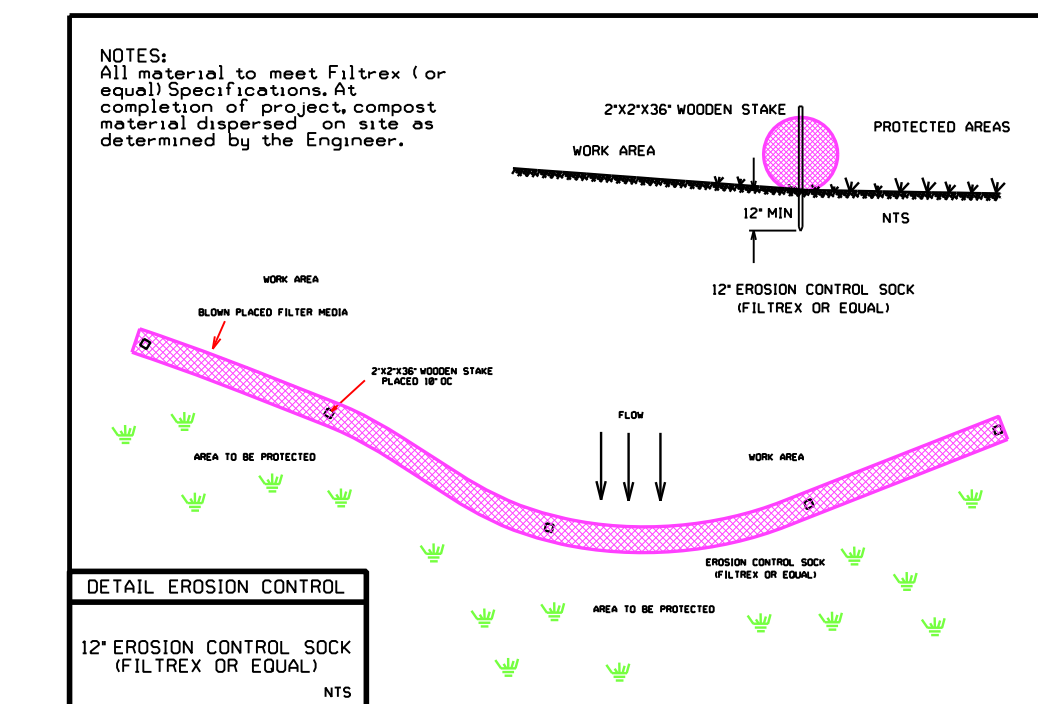 NOTES:
All material to meet Filtrex (or
equal) Specifications. At
completion of project, compost
material dispersed on site as
determined by the Engineer.
2"X2"X36" WOODEN STAKE
PROTECTED AREAS
WORK AREA
12" MIN
NTS
12" EROSION CONTROL SOCK
(FILTREX OR EQUAL)
WORK AREA
BLOWN PLACED FILTER MEDIA
2"X2"X36" WOODEN STAKE
PLACED 10" OC
FLOW
AREA TO BE PROTECTED
WORK AREA
EROSION CONTROL SOCK
(FILTREX OR EQUAL)
AREA TO BE PROTECTED
DETAIL EROSION CONTROL
12" EROSION CONTROL SOCK
(FILTREX OR EQUAL)
NTS